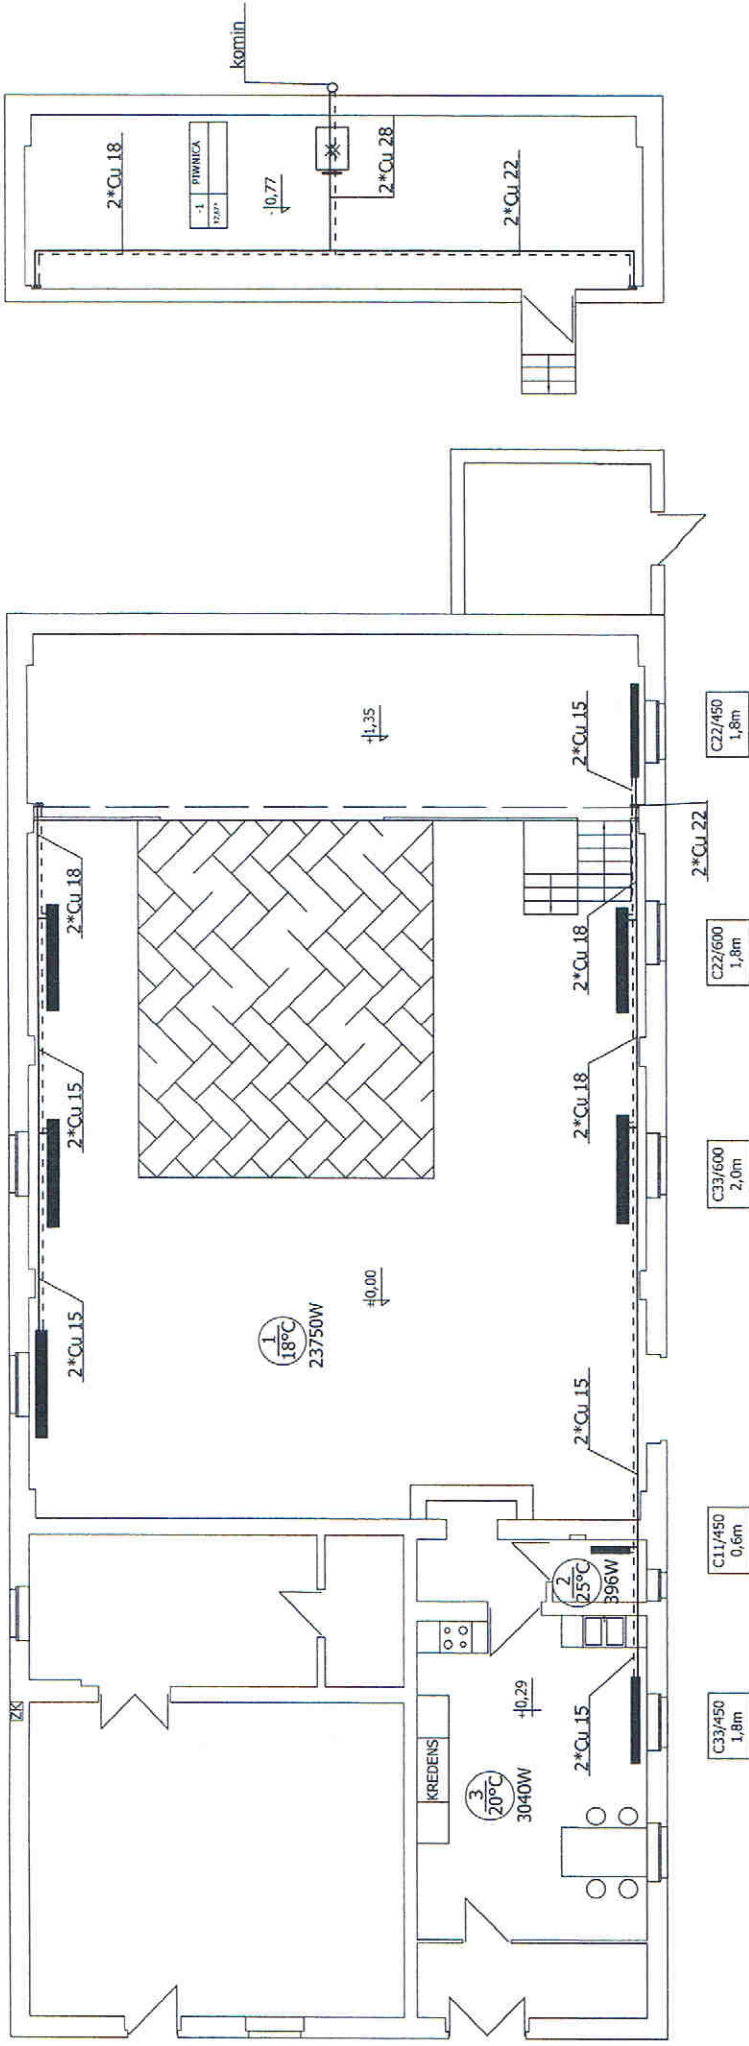 komin
2*Cu 18
-1 PIWNICA
-0,77
2*Cu 28
2*Cu 22
+1,35
2*Cu 15
2*Cu 22
2*Cu 18
2*Cu 18
2*Cu 15
2*Cu 18
2*Cu 15
±0,00
1
18°C
23750W
2*Cu 15
2
25°C
396W
ZK
KREDENS
+0,29
3
20°C
3040W
2*Cu 15
C22/450
1,8m
C22/600
1,8m
C33/600
2,0m
C11/450
0,6m
C33/450
1,8m